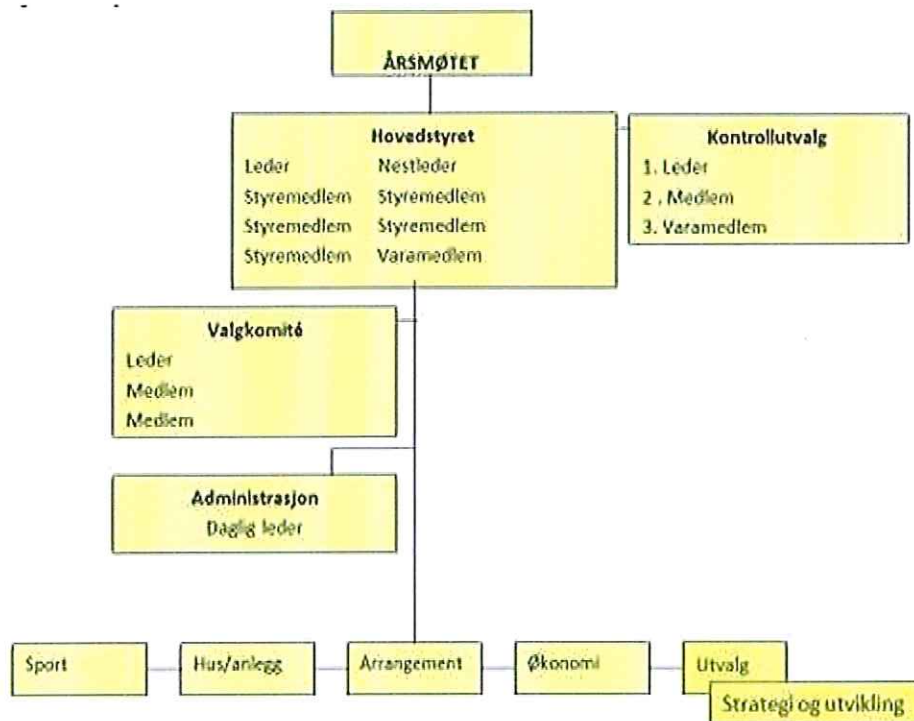 ÅRSMØTET
Hovedstyret
Leder Nestleder
Styremedlem Styremedlem
Styremedlem Styremedlem
Styremedlem Varamedlem
Kontrollutvalg
1. Leder
2 . Medlem
3. Varamedlem
Valgkomité
Leder
Medlem
Medlem
Administrasjon
Daglig leder
Sport
Hus/anlegg
Arrangement
Økonomi
Utvalg
Strategi og utvikling